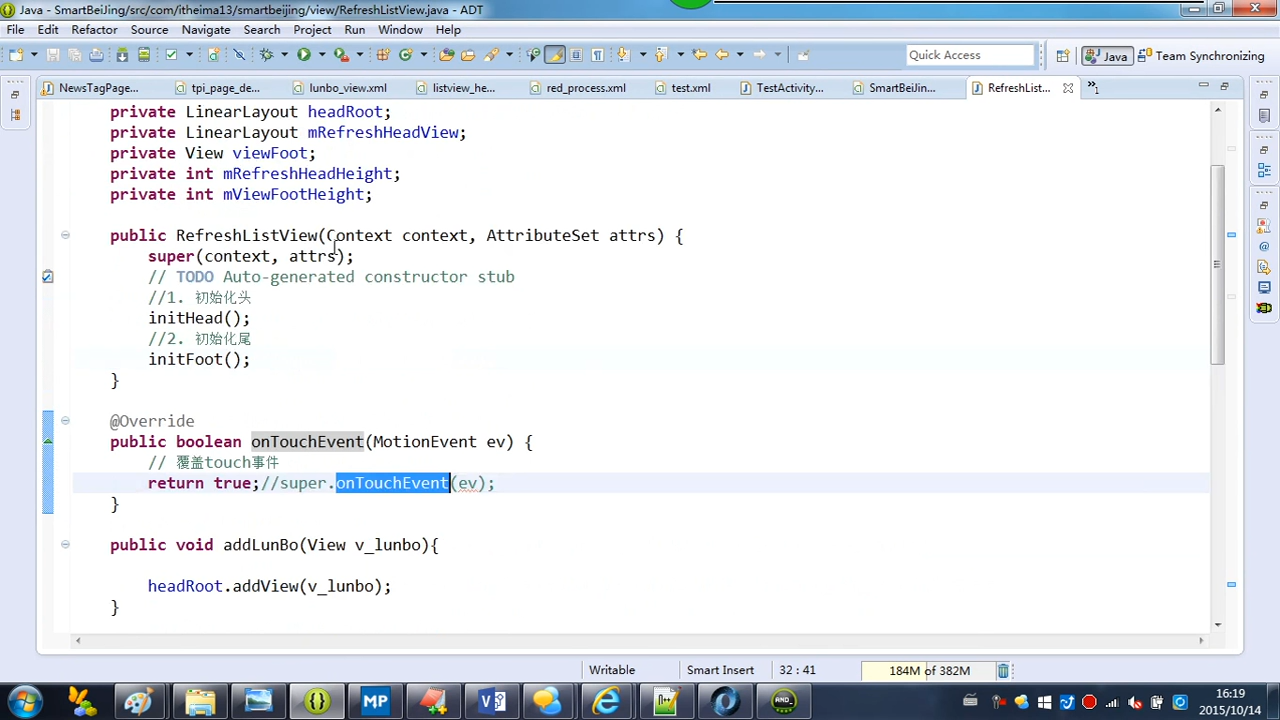 Java - SmartBeiJing/src/com/itheima13/smartbeijing/view/RefreshListView.java - ADT
File Edit Refactor Source Navigate Search Project Run Window Help
Quick Access
Java
Team Synchronizing
NewsTagPage...
tpi_page_de...
lunbo_view.xml
listview_he...
red_process.xml
test.xml
TestActivity...
SmartBeiJin...
RefreshList...
private LinearLayout headRoot;
private LinearLayout mRefreshHeadView;
private View viewFoot;
private int mRefreshHeadHeight;
private int mViewFootHeight;
public RefreshListView(Context context, AttributeSet attrs) {
super(context, attrs);
// TODO Auto-generated constructor stub
//1. 初始化头
initHead();
//2. 初始化尾
initFoot();
}
@Override
public boolean onTouchEvent(MotionEvent ev) {
// 覆盖touch事件
return true;//super.onTouchEvent(ev);
}
public void addLunBo(View v_lunbo){
headRoot.addView(v_lunbo);
}
Writable
Smart Insert
32 : 41
184M of 382M
16:19
2015/10/14